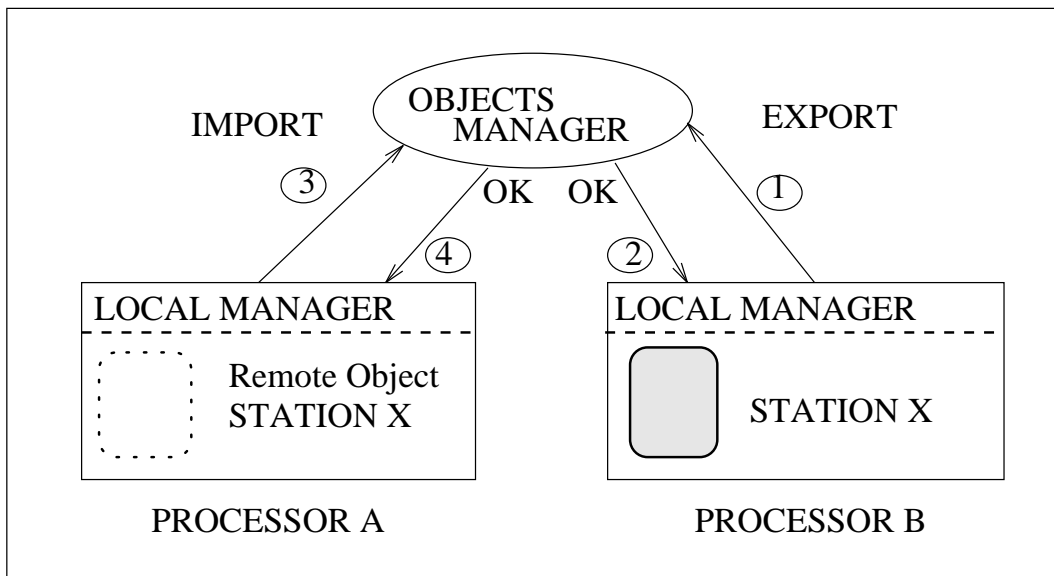 OBJECTS
MANAGER
IMPORT
EXPORT
3
OK
OK
1
4
2
LOCAL MANAGER
Remote Object
STATION X
PROCESSOR A
LOCAL MANAGER
STATION X
PROCESSOR B